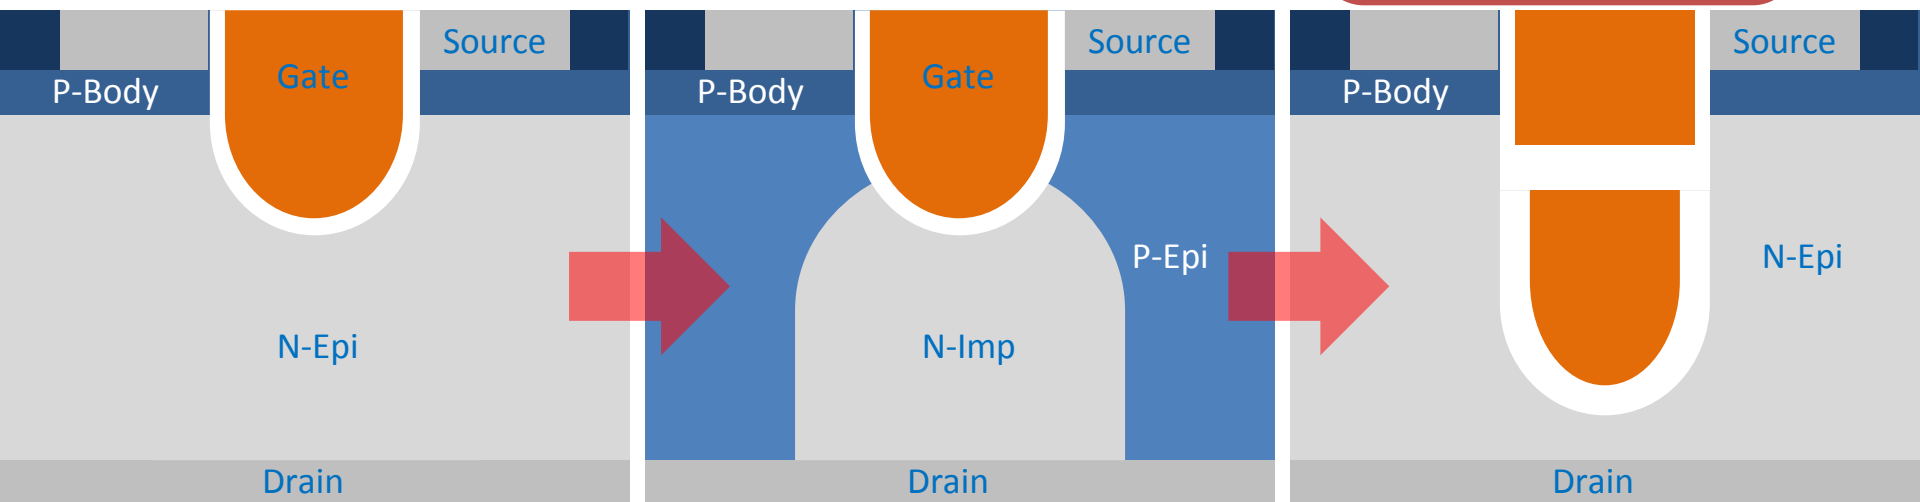 Source
Gate
P-Body
N-Epi
Drain
Source
Gate
P-Body
P-Epi
N-Imp
Drain
Source
P-Body
N-Epi
Drain